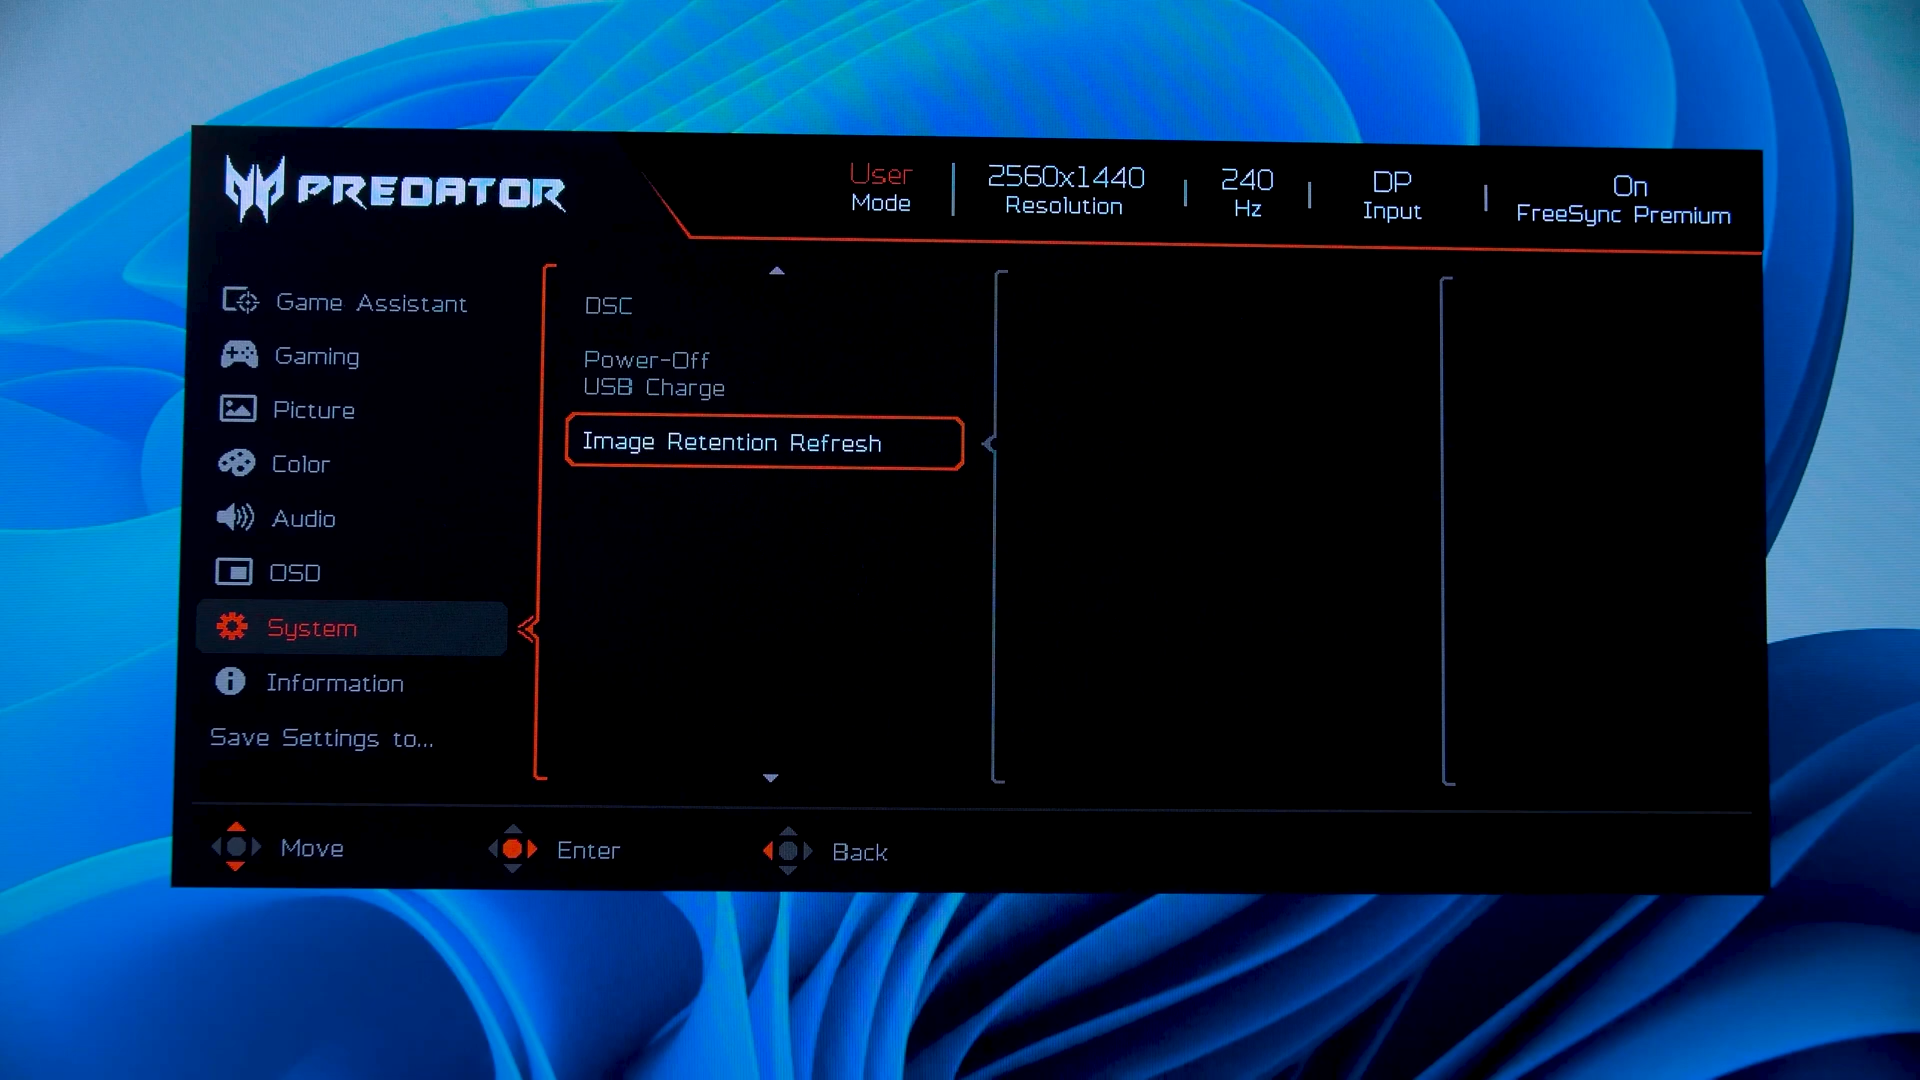 PREDATOR
User
Mode
2560x1440
Resolution
240
Hz
DP
Input
On
FreeSync Premium
Game Assistant
Gaming
Picture
Color
Audio
OSD
System
Information
Save Settings to...
DSC
Power-Off
USB Charge
Image Retention Refresh
Move
Enter
Back